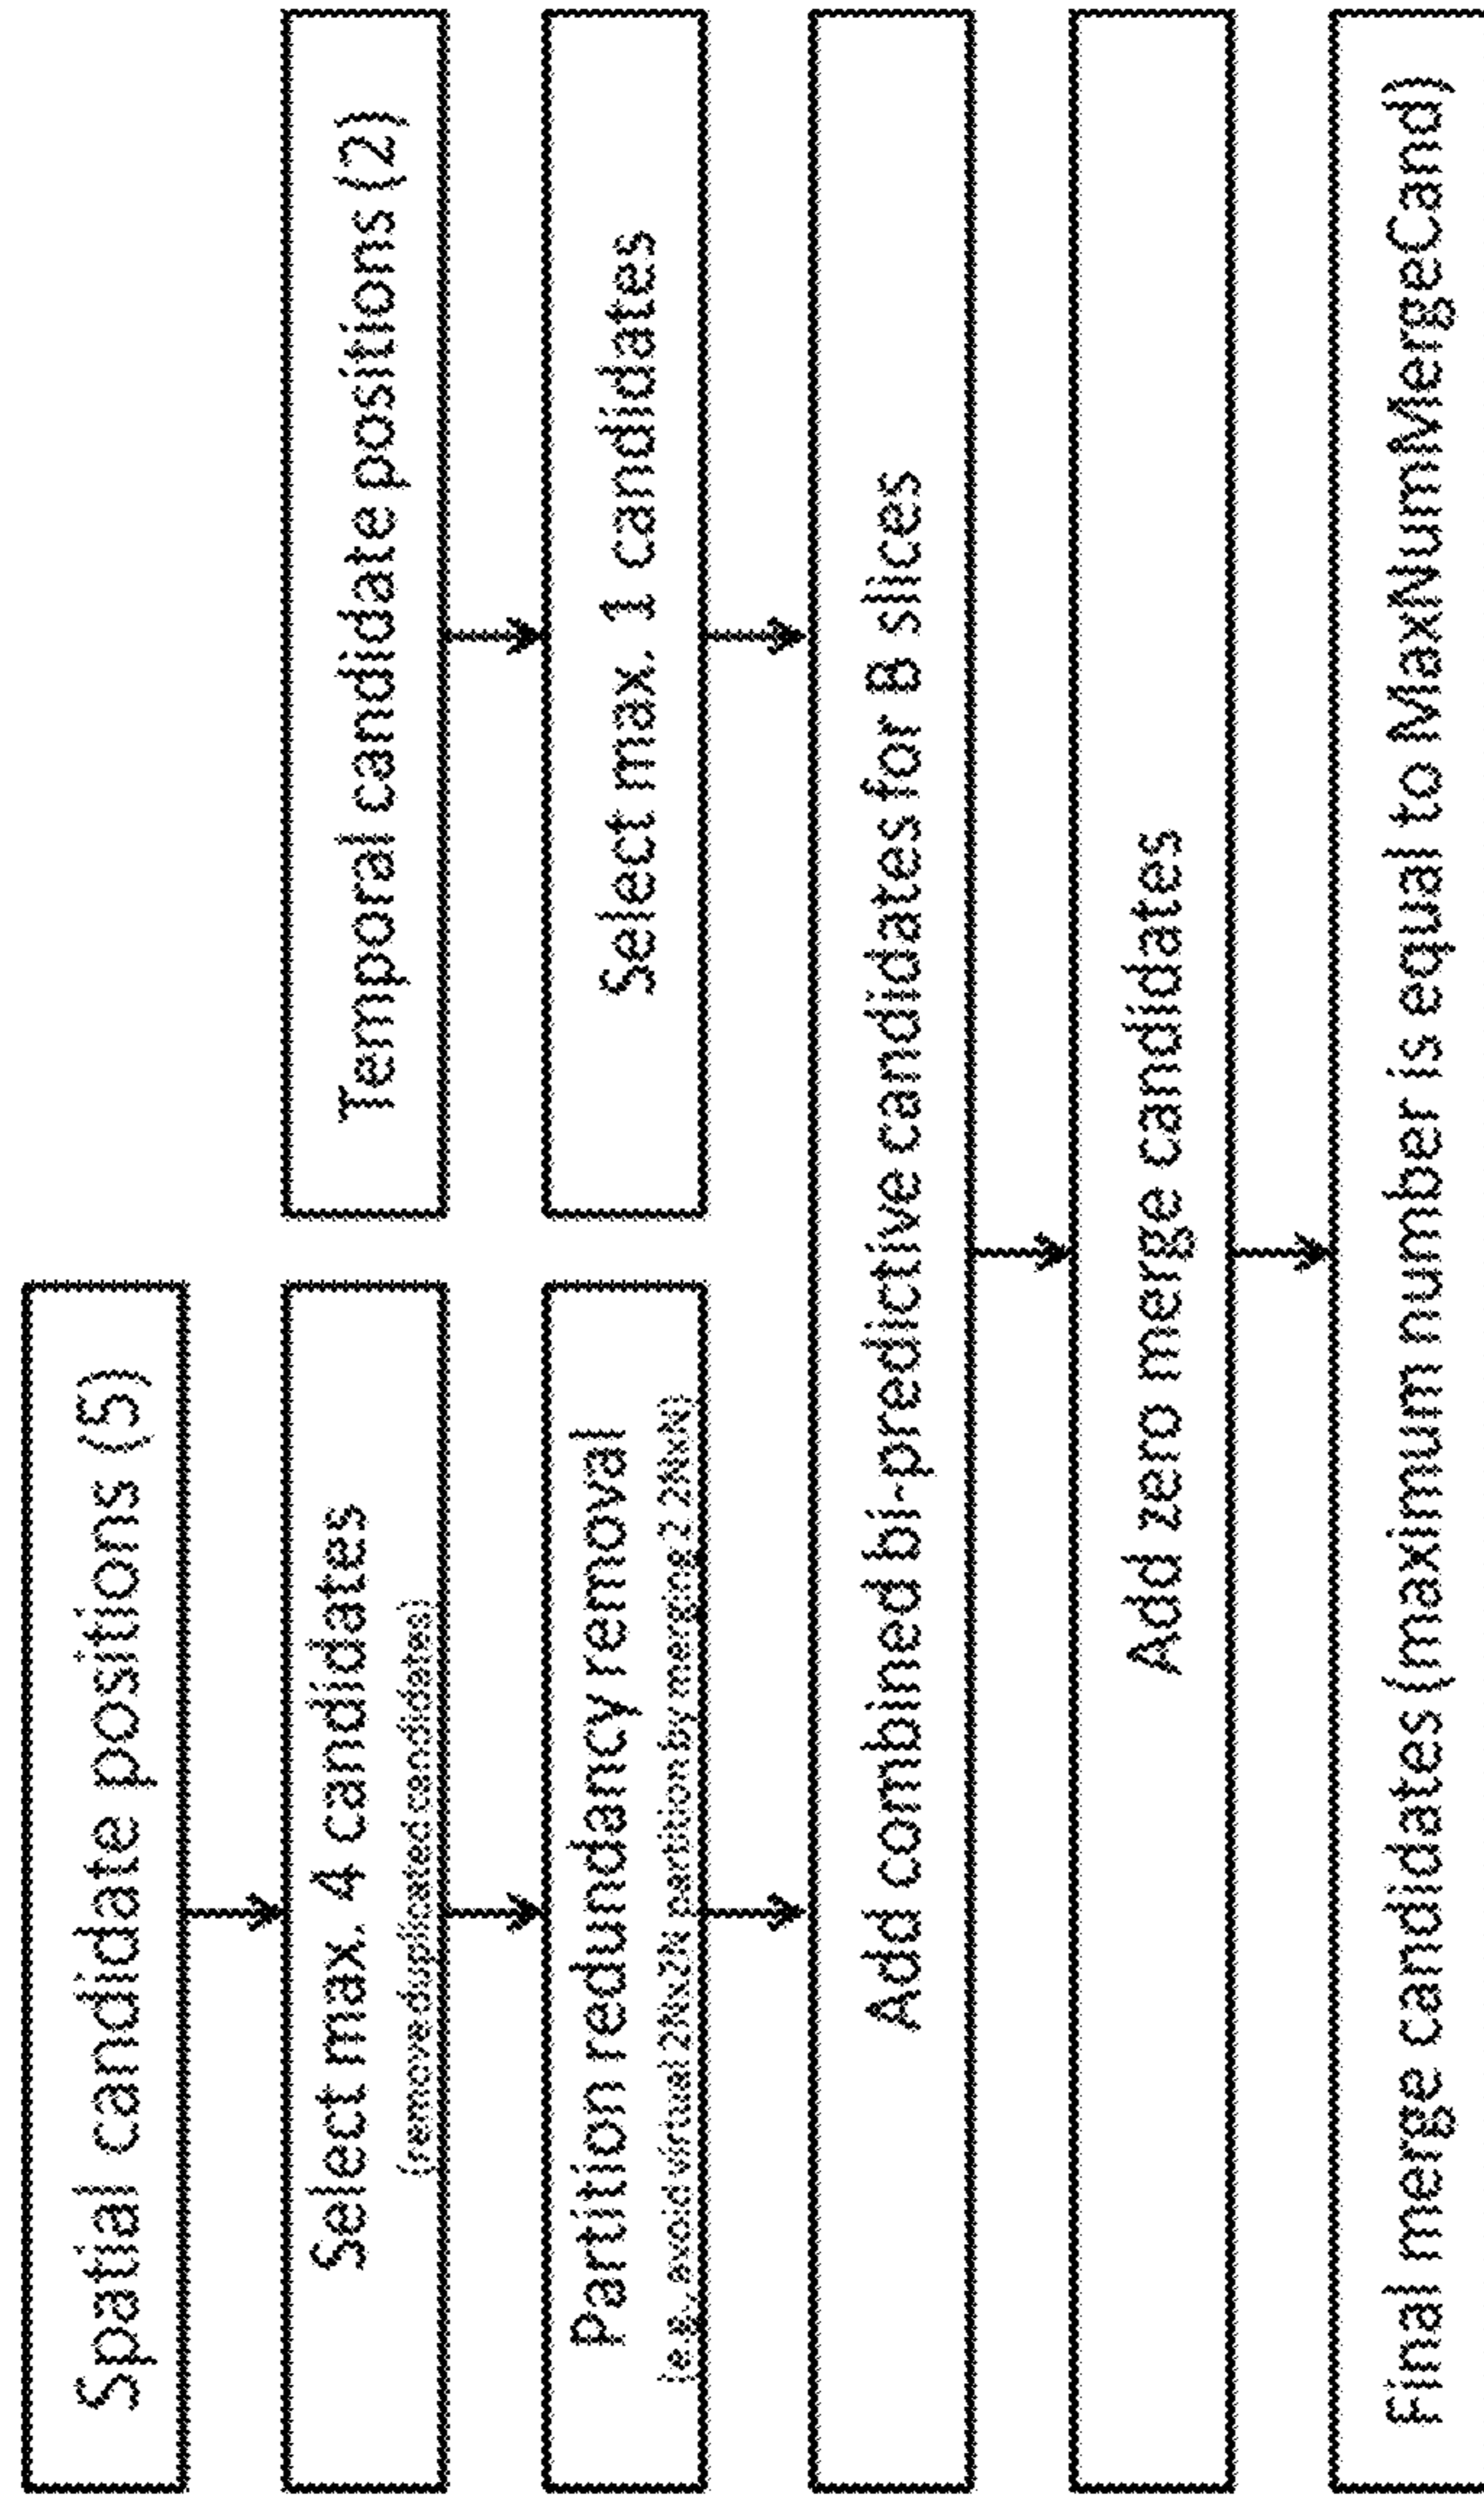 Spatial candidate positions (5)
Select max. 4 candidates
(remove duplicated candidates)
Partition redundancy removal
(e.g., avoid virtual 2Nx2N partition by merging 2 2NxN)
Temporal candidate positions (2)
Select max. 1 candidates
Add combined bi-predictive candidates for B slices
Add zero merge candidates
Final merge candidates (maximum number is equal to MaxNumMergeCand)